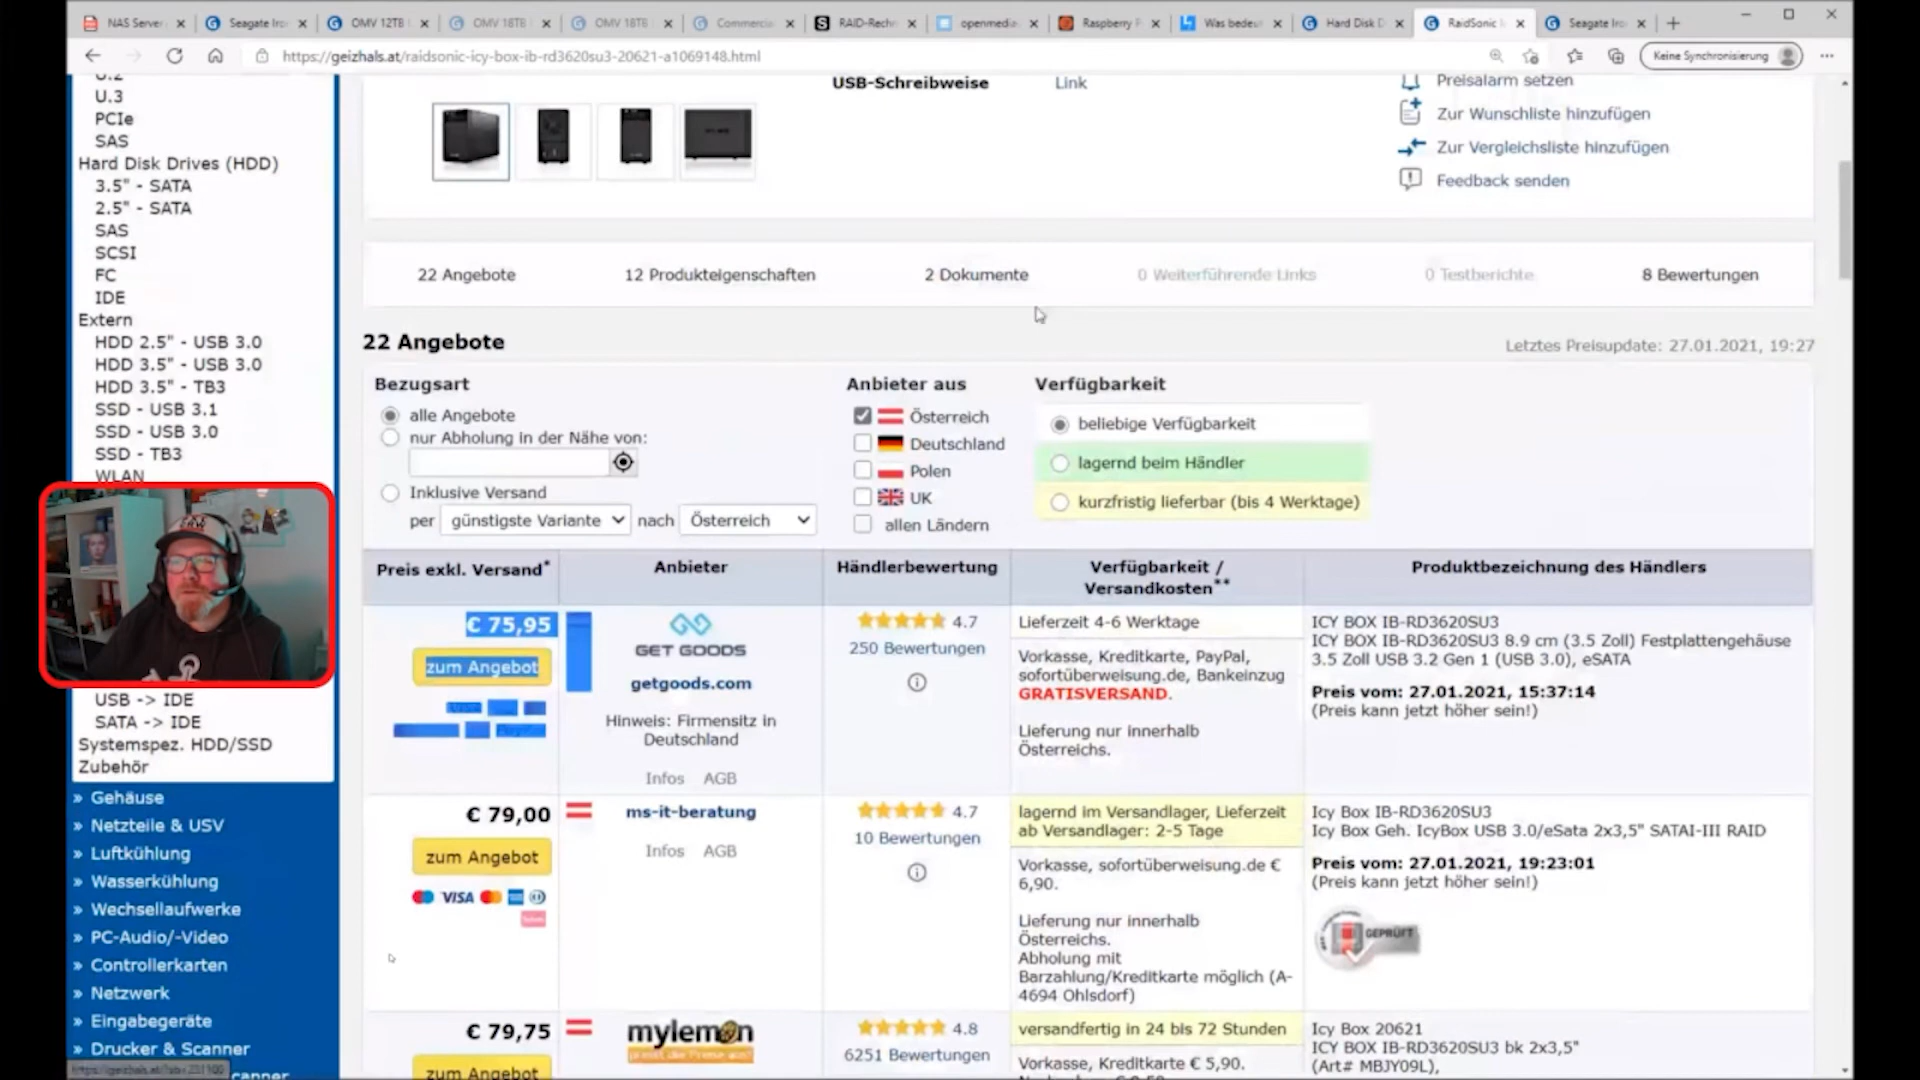 NAS Server
Seagate Iro
OMV 12TB
OMV 18TB
OMV 18TB
Commercia
RAID-Rech
openmedia
Raspberry P
Was bedeu
Hard Disk D
RaidSonic I
Seagate Iro
https://geizhals.at/raidsonic-icy-box-ib-rd3620su3-20621-a1069148.html
Keine Synchronisierung
U.2
U.3
PCIe
SAS
Hard Disk Drives (HDD)
3.5" - SATA
2.5" - SATA
SAS
SCSI
FC
IDE
Extern
HDD 2.5" - USB 3.0
HDD 3.5" - USB 3.0
HDD 3.5" - TB3
SSD - USB 3.1
SSD - USB 3.0
SSD - TB3
WLAN
USB -> IDE
SATA -> IDE
Systemspez. HDD/SSD
Zubehör
» Gehäuse
» Netzteile & USV
» Luftkühlung
» Wasserkühlung
» Wechsellaufwerke
» PC-Audio/-Video
» Controllerkarten
» Netzwerk
» Eingabegeräte
» Drucker & Scanner
USB-Schreibweise Link
Preisalarm setzen
Zur Wunschliste hinzufügen
Zur Vergleichsliste hinzufügen
Feedback senden
22 Angebote 12 Produkteigenschaften 2 Dokumente 0 Weiterführende Links 0 Testberichte 8 Bewertungen
22 Angebote
Letztes Preisupdate: 27.01.2021, 19:27
Bezugsart
alle Angebote
nur Abholung in der Nähe von:
Inklusive Versand
per günstigste Variante nach Österreich
Anbieter aus
Österreich
Deutschland
Polen
UK
allen Ländern
Verfügbarkeit
beliebige Verfügbarkeit
lagernd beim Händler
kurzfristig lieferbar (bis 4 Werktage)
Preis exkl. Versand*
Anbieter
Händlerbewertung
Verfügbarkeit /
Versandkosten**
Produktbezeichnung des Händlers
€ 75,95
zum Angebot
GET GOODS
getgoods.com
Hinweis: Firmensitz in
Deutschland
Infos AGB
4.7
250 Bewertungen
Lieferzeit 4-6 Werktage
Vorkasse, Kreditkarte, PayPal,
sofortüberweisung.de, Bankeinzug
GRATISVERSAND.
Lieferung nur innerhalb
Österreichs.
ICY BOX IB-RD3620SU3
ICY BOX IB-RD3620SU3 8.9 cm (3.5 Zoll) Festplattengehäuse
3.5 Zoll USB 3.2 Gen 1 (USB 3.0), eSATA
Preis vom: 27.01.2021, 15:37:14
(Preis kann jetzt höher sein!)
€ 79,00
zum Angebot
VISA
ms-it-beratung
Infos AGB
4.7
10 Bewertungen
lagernd im Versandlager, Lieferzeit
ab Versandlager: 2-5 Tage
Vorkasse, sofortüberweisung.de €
6,90.
Lieferung nur innerhalb
Österreichs.
Abholung mit
Barzahlung/Kreditkarte möglich (A-
4694 Ohlsdorf)
Icy Box IB-RD3620SU3
Icy Box Geh. IcyBox USB 3.0/eSata 2x3,5" SATAI-III RAID
Preis vom: 27.01.2021, 19:23:01
(Preis kann jetzt höher sein!)
GEPRÜFT
€ 79,75
zum Angebot
mylemon
4.8
6251 Bewertungen
versandfertig in 24 bis 72 Stunden
Vorkasse, Kreditkarte € 5,90.
Icy Box 20621
ICY BOX IB-RD3620SU3 bk 2x3,5"
(Art# MBJY09L),